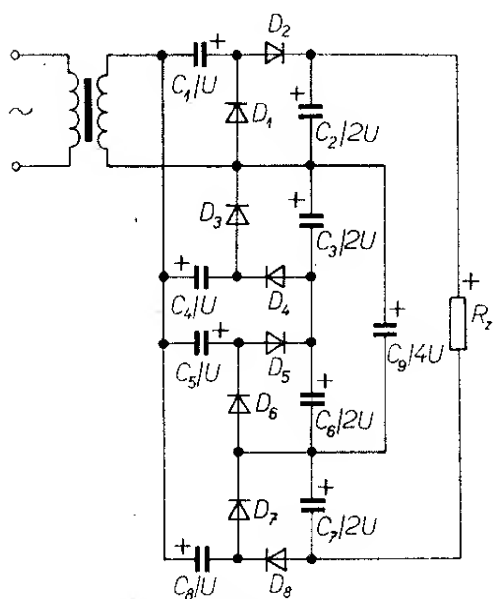 D₂
+
C₁/U
D₁
+
C₂/2U
~
D₃
+
C₃/2U
+
C₄/U
D₄
+
C₅/U
D₅
+
C₉/4U
+
R_z
D₆
+
C₆/2U
D₇
+
C₇/2U
+
C₈/U
D₈